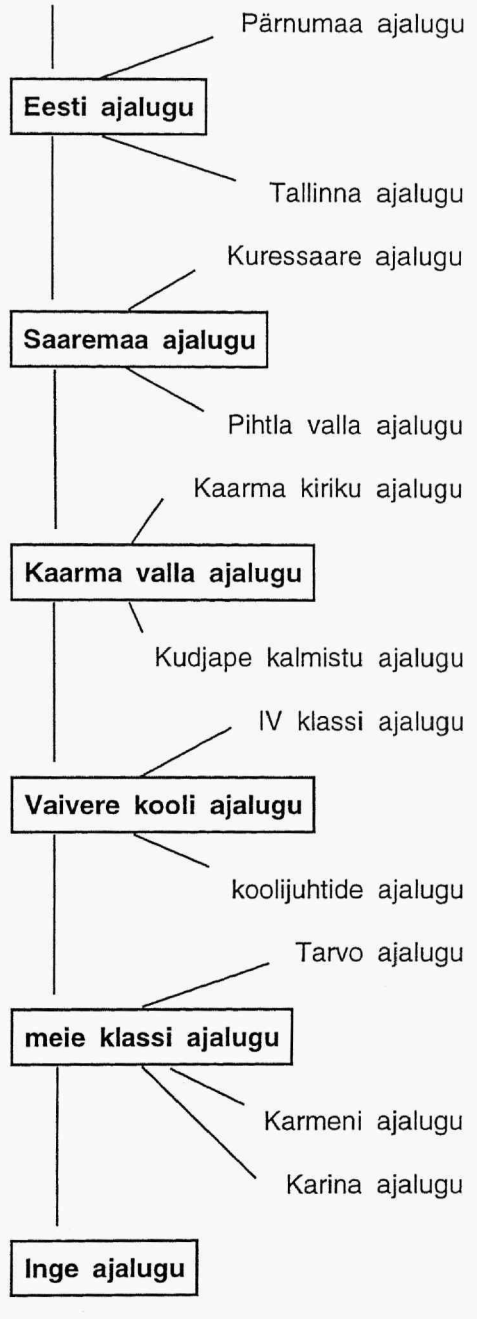 Pärnumaa ajalugu
Eesti ajalugu
Tallinna ajalugu
Kuressaare ajalugu
Saaremaa ajalugu
Pihtla valla ajalugu
Kaarma kiriku ajalugu
Kaarma valla ajalugu
Kudjape kalmistu ajalugu
IV klassi ajalugu
Vaivere kooli ajalugu
koolijuhtide ajalugu
Tarvo ajalugu
meie klassi ajalugu
Karmeni ajalugu
Karina ajalugu
Inge ajalugu